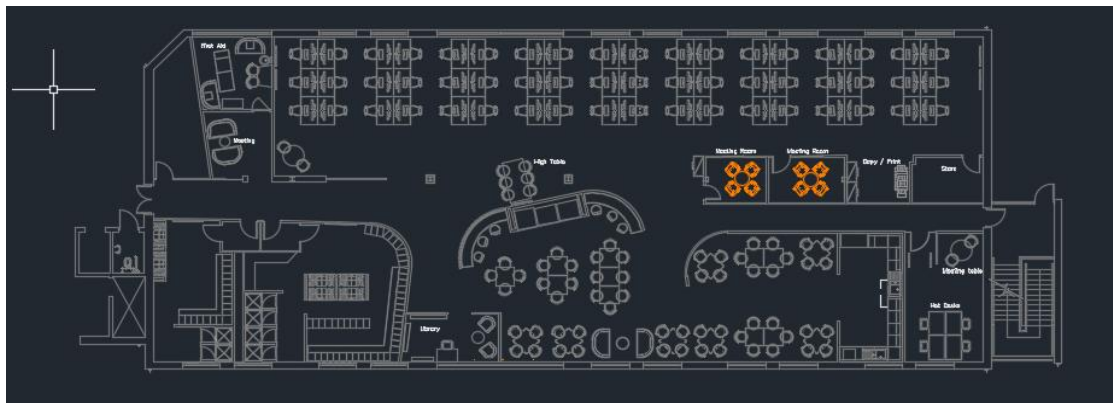 First Aid
Meeting
High Table
Meeting Room
Meeting Room
Copy / Print
Store
Meeting table
Hot Desks
Library